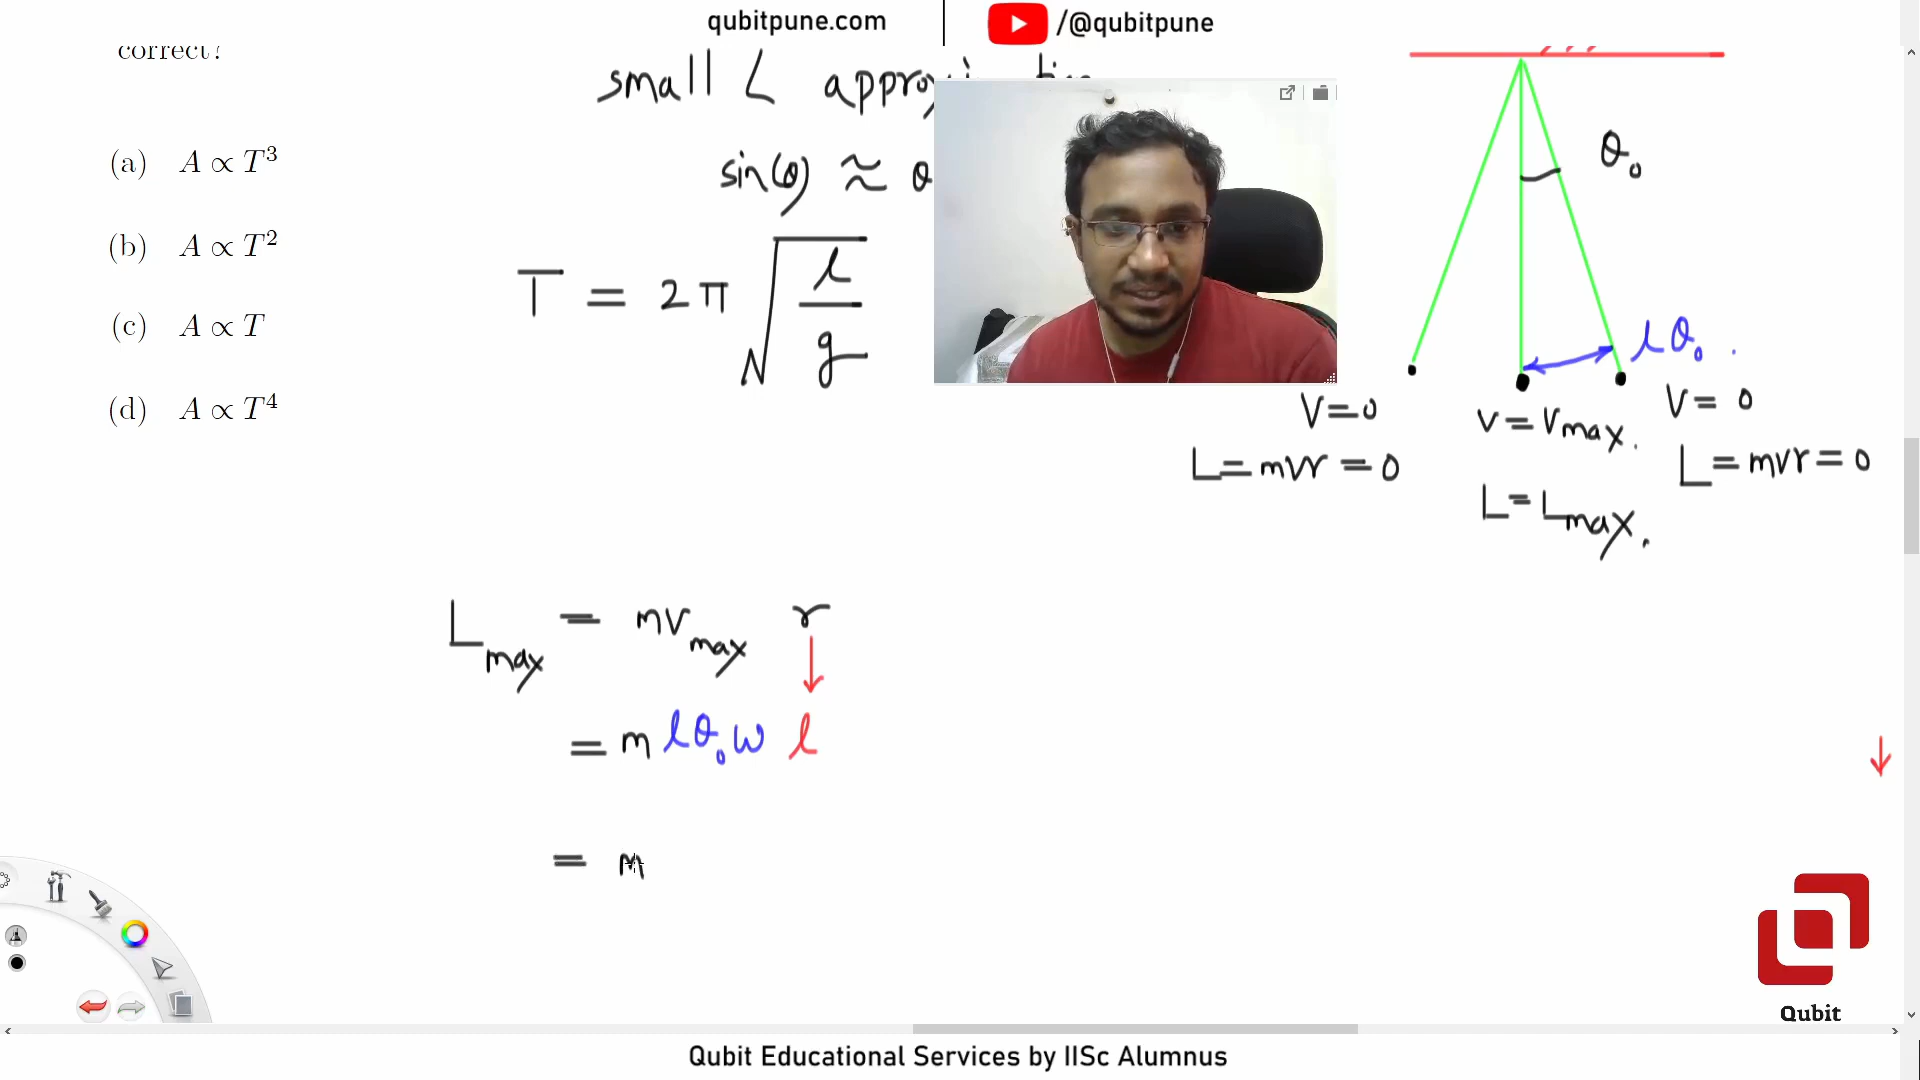 qubitpune.com
/@qubitpune
correct?
small ∠
sin(θ) ≈ θ
(a) A ∝ T³
(b) A ∝ T²
(c) A ∝ T
(d) A ∝ T⁴
T = 2π √(l/g)
θ₀
lθ₀ .
V=0
L=mvr=0
v=vmax.
L=Lmax.
V=0
L=mvr=0
Lmax = mvmax r
= m lθ₀ω l
= m
Qubit
Qubit Educational Services by IISc Alumnus